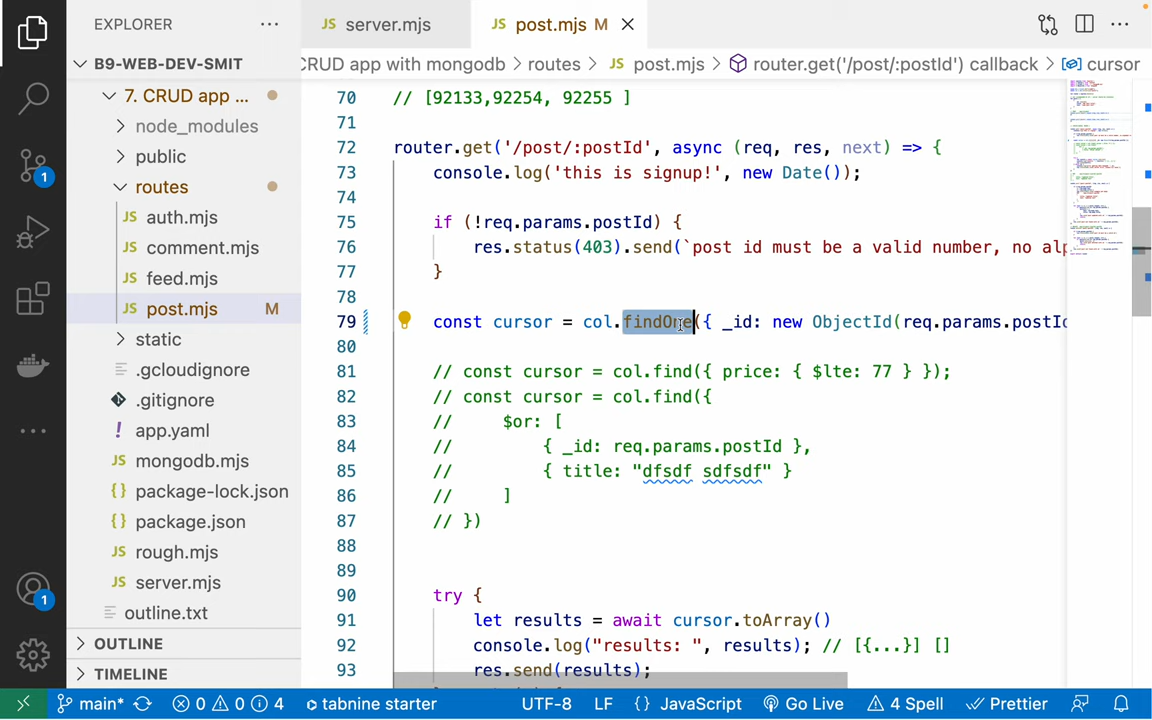 EXPLORER
JS server.mjs
JS post.mjs M
B9-WEB-DEV-SMIT
CRUD app with mongodb > routes > JS post.mjs > router.get('/post/:postId') callback > cursor
7. CRUD app ...
node_modules
public
routes
JS auth.mjs
JS comment.mjs
JS feed.mjs
JS post.mjs M
static
.gcloudignore
.gitignore
! app.yaml
JS mongodb.mjs
{} package-lock.json
{} package.json
JS rough.mjs
JS server.mjs
outline.txt
OUTLINE
TIMELINE
1
1
70 // [92133,92254, 92255 ]
71
72 router.get('/post/:postId', async (req, res, next) => {
73 console.log('this is signup!', new Date());
74
75 if (!req.params.postId) {
76 res.status(403).send(`post id must be a valid number, no alp
77 }
78
79 const cursor = col.findOne({ _id: new ObjectId(req.params.postId
80
81 // const cursor = col.find({ price: { $lte: 77 } });
82 // const cursor = col.find({
83 // $or: [
84 // { _id: req.params.postId },
85 // { title: "dfsdf sdfsdf" }
86 // ]
87 // })
88
89
90 try {
91 let results = await cursor.toArray()
92 console.log("results: ", results); // [{...}] []
93 res.send(results);
main* 0 0 4 tabnine starter UTF-8 LF {} JavaScript Go Live 4 Spell Prettier